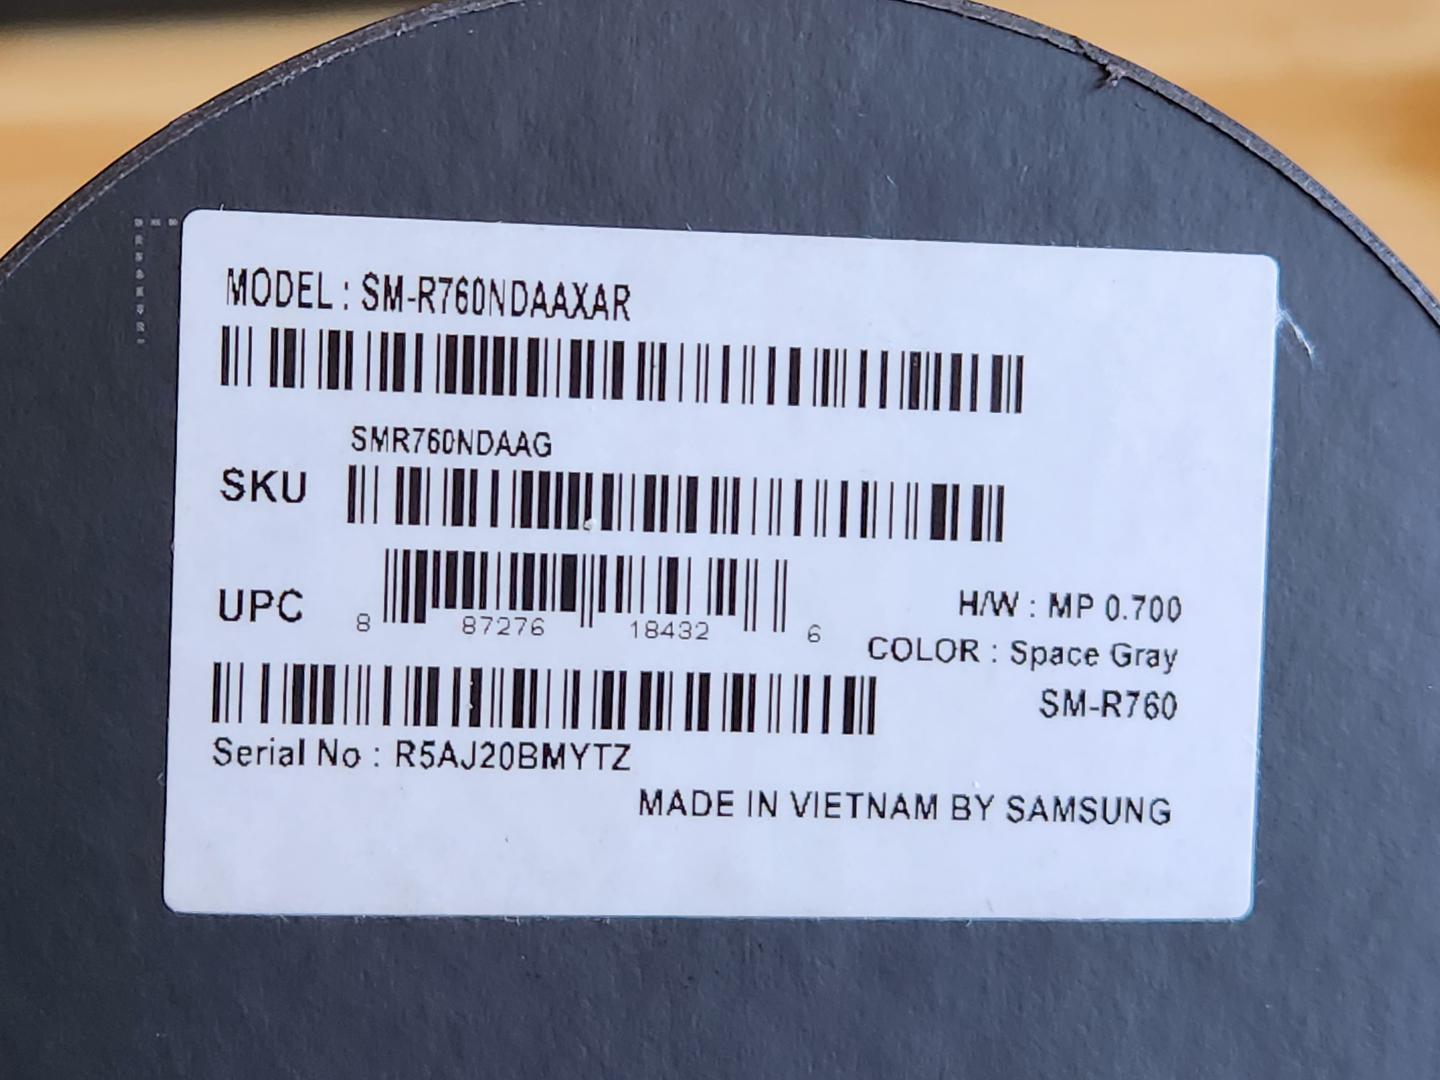 MODEL : SM-R760NDAAXAR
SMR760NDAAG
SKU
UPC
8 87276 18432 6
H/W : MP 0.700
COLOR : Space Gray
SM-R760
Serial No : R5AJ20BMYTZ
MADE IN VIETNAM BY SAMSUNG